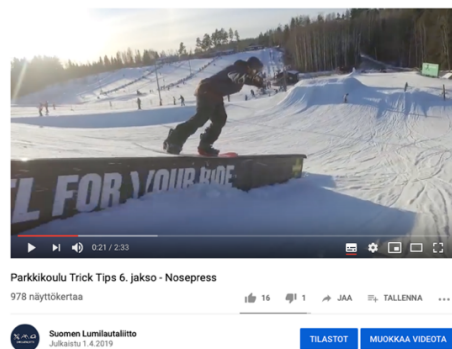 EL FOR YOUR RIDE
0:21 / 2:33
Parkkikoulu Trick Tips 6. jakso - Nosepress
978 näyttökertaa
16
1
JAA
TALLENNA
Suomen Lumilautaliitto
Julkaistu 1.4.2019
TILASTOT
MUOKKAA VIDEOTA